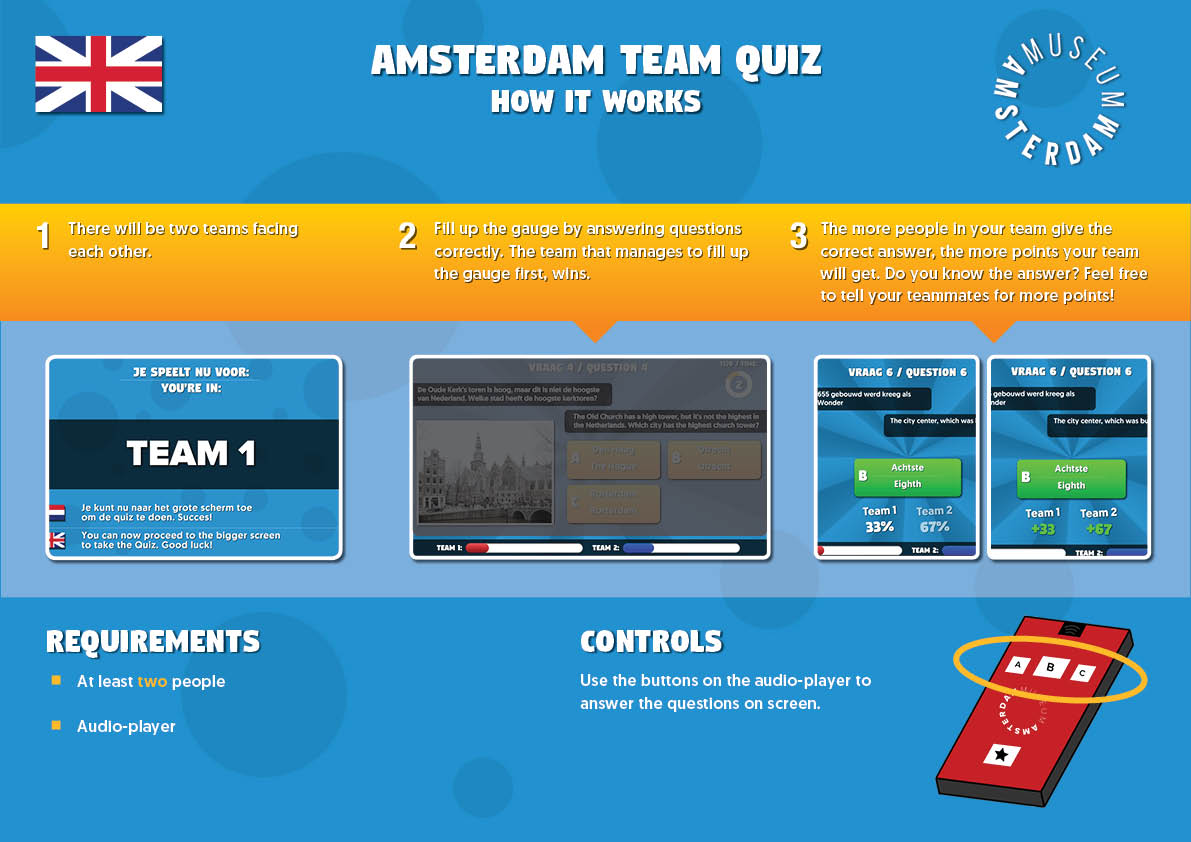 AMSTERDAM TEAM QUIZ
HOW IT WORKS
AMSTERDAM MUSEUM
1
There will be two teams facing
each other.
2
Fill up the gauge by answering questions
correctly. The team that manages to fill up
the gauge first, wins.
3
The more people in your team give the
correct answer, the more points your team
will get. Do you know the answer? Feel free
to tell your teammates for more points!
JE SPEELT NU VOOR:
YOU'RE IN:
TEAM 1
Je kunt nu naar het grote scherm toe
om de quiz te doen. Succes!
You can now proceed to the bigger screen
to take the Quiz. Good luck!
VRAAG 4 / QUESTION 4
2
De Oude Kerk's toren is hoog, maar dit is niet de hoogste
van Nederland. Welke stad heeft de hoogste kerktoren?
The Old Church has a high tower, but it's not the highest in
the Netherlands. Which city has the highest church tower?
A
Den Haag
The Hague
B
Utrecht
Utrecht
C
Rotterdam
Rotterdam
TEAM 1:
TEAM 2:
VRAAG 6 / QUESTION 6
655 gebouwd werd kreeg als
Wonder
The city center, which was
B
Achtste
Eighth
Team 1
Team 2
33%
67%
TEAM 2:
VRAAG 6 / QUESTION 6
gebouwd werd kreeg als
nder
The city center, which was bu
B
Achtste
Eighth
Team 1
Team 2
+33
+67
TEAM 2:
REQUIREMENTS
At least two people
Audio-player
CONTROLS
Use the buttons on the audio-player to
answer the questions on screen.
A
B
C
AMSTERDAM MUSEUM